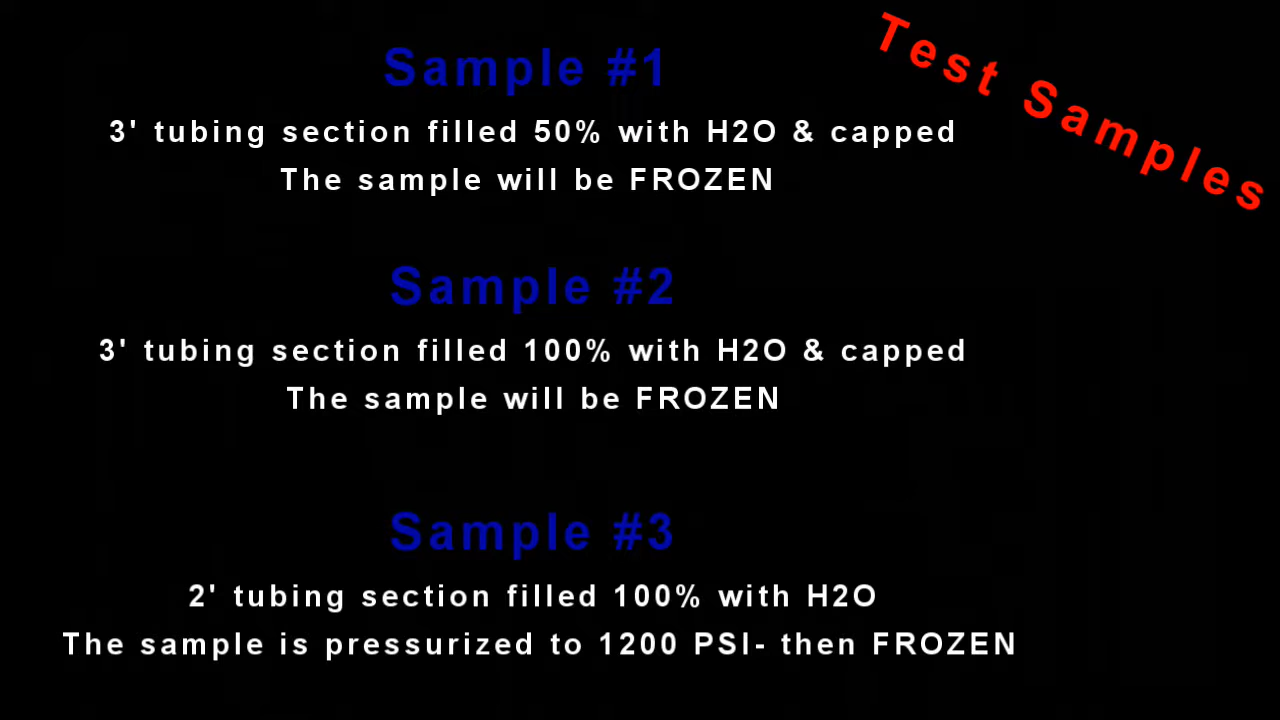 Test Samples
Sample #1
3' tubing section filled 50% with H2O & capped
The sample will be FROZEN
Sample #2
3' tubing section filled 100% with H2O & capped
The sample will be FROZEN
Sample #3
2' tubing section filled 100% with H2O
The sample is pressurized to 1200 PSI- then FROZEN